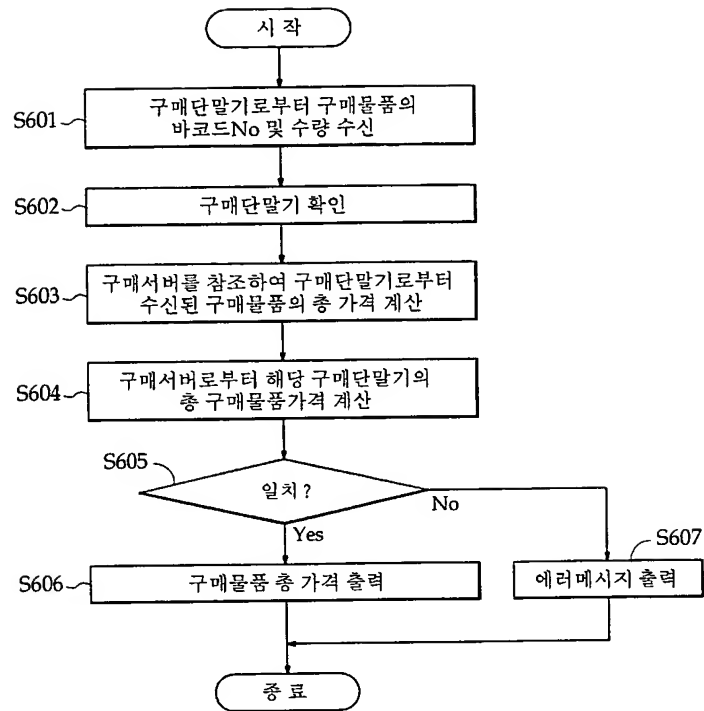 시 작
S601
구매단말기로부터 구매물품의
바코드No 및 수량 수신
S602
구매단말기 확인
S603
구매서버를 참조하여 구매단말기로부터
수신된 구매물품의 총 가격 계산
S604
구매서버로부터 해당 구매단말기의
총 구매물품가격 계산
S605
일치?
No
Yes
S607
S606
구매물품 총 가격 출력
에러메시지 출력
종 료